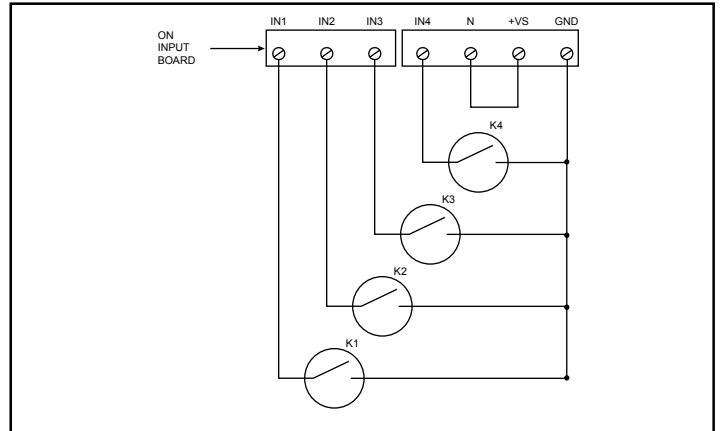 IN1 IN2 IN3 IN4 N +VS GND
ON
INPUT
BOARD
K4
K3
K2
K1